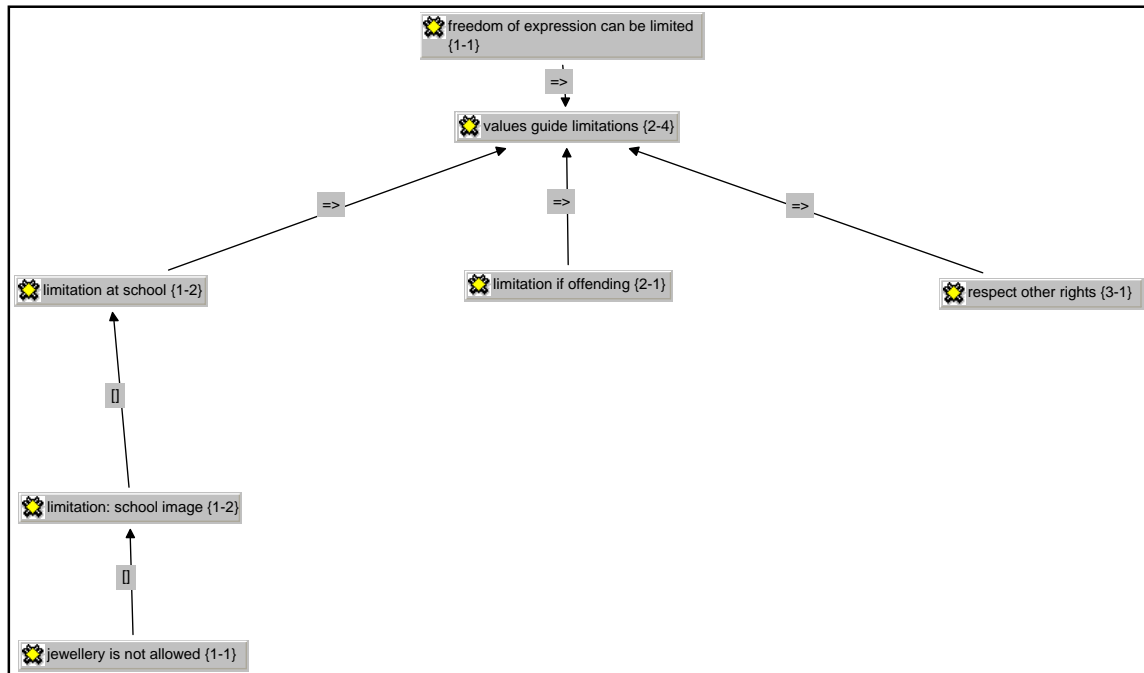 freedom of expression can be limited
{1-1}
=>
values guide limitations {2-4}
=>
=>
=>
limitation at school {1-2}
limitation if offending {2-1}
respect other rights {3-1}
[]
limitation: school image {1-2}
[]
jewellery is not allowed {1-1}